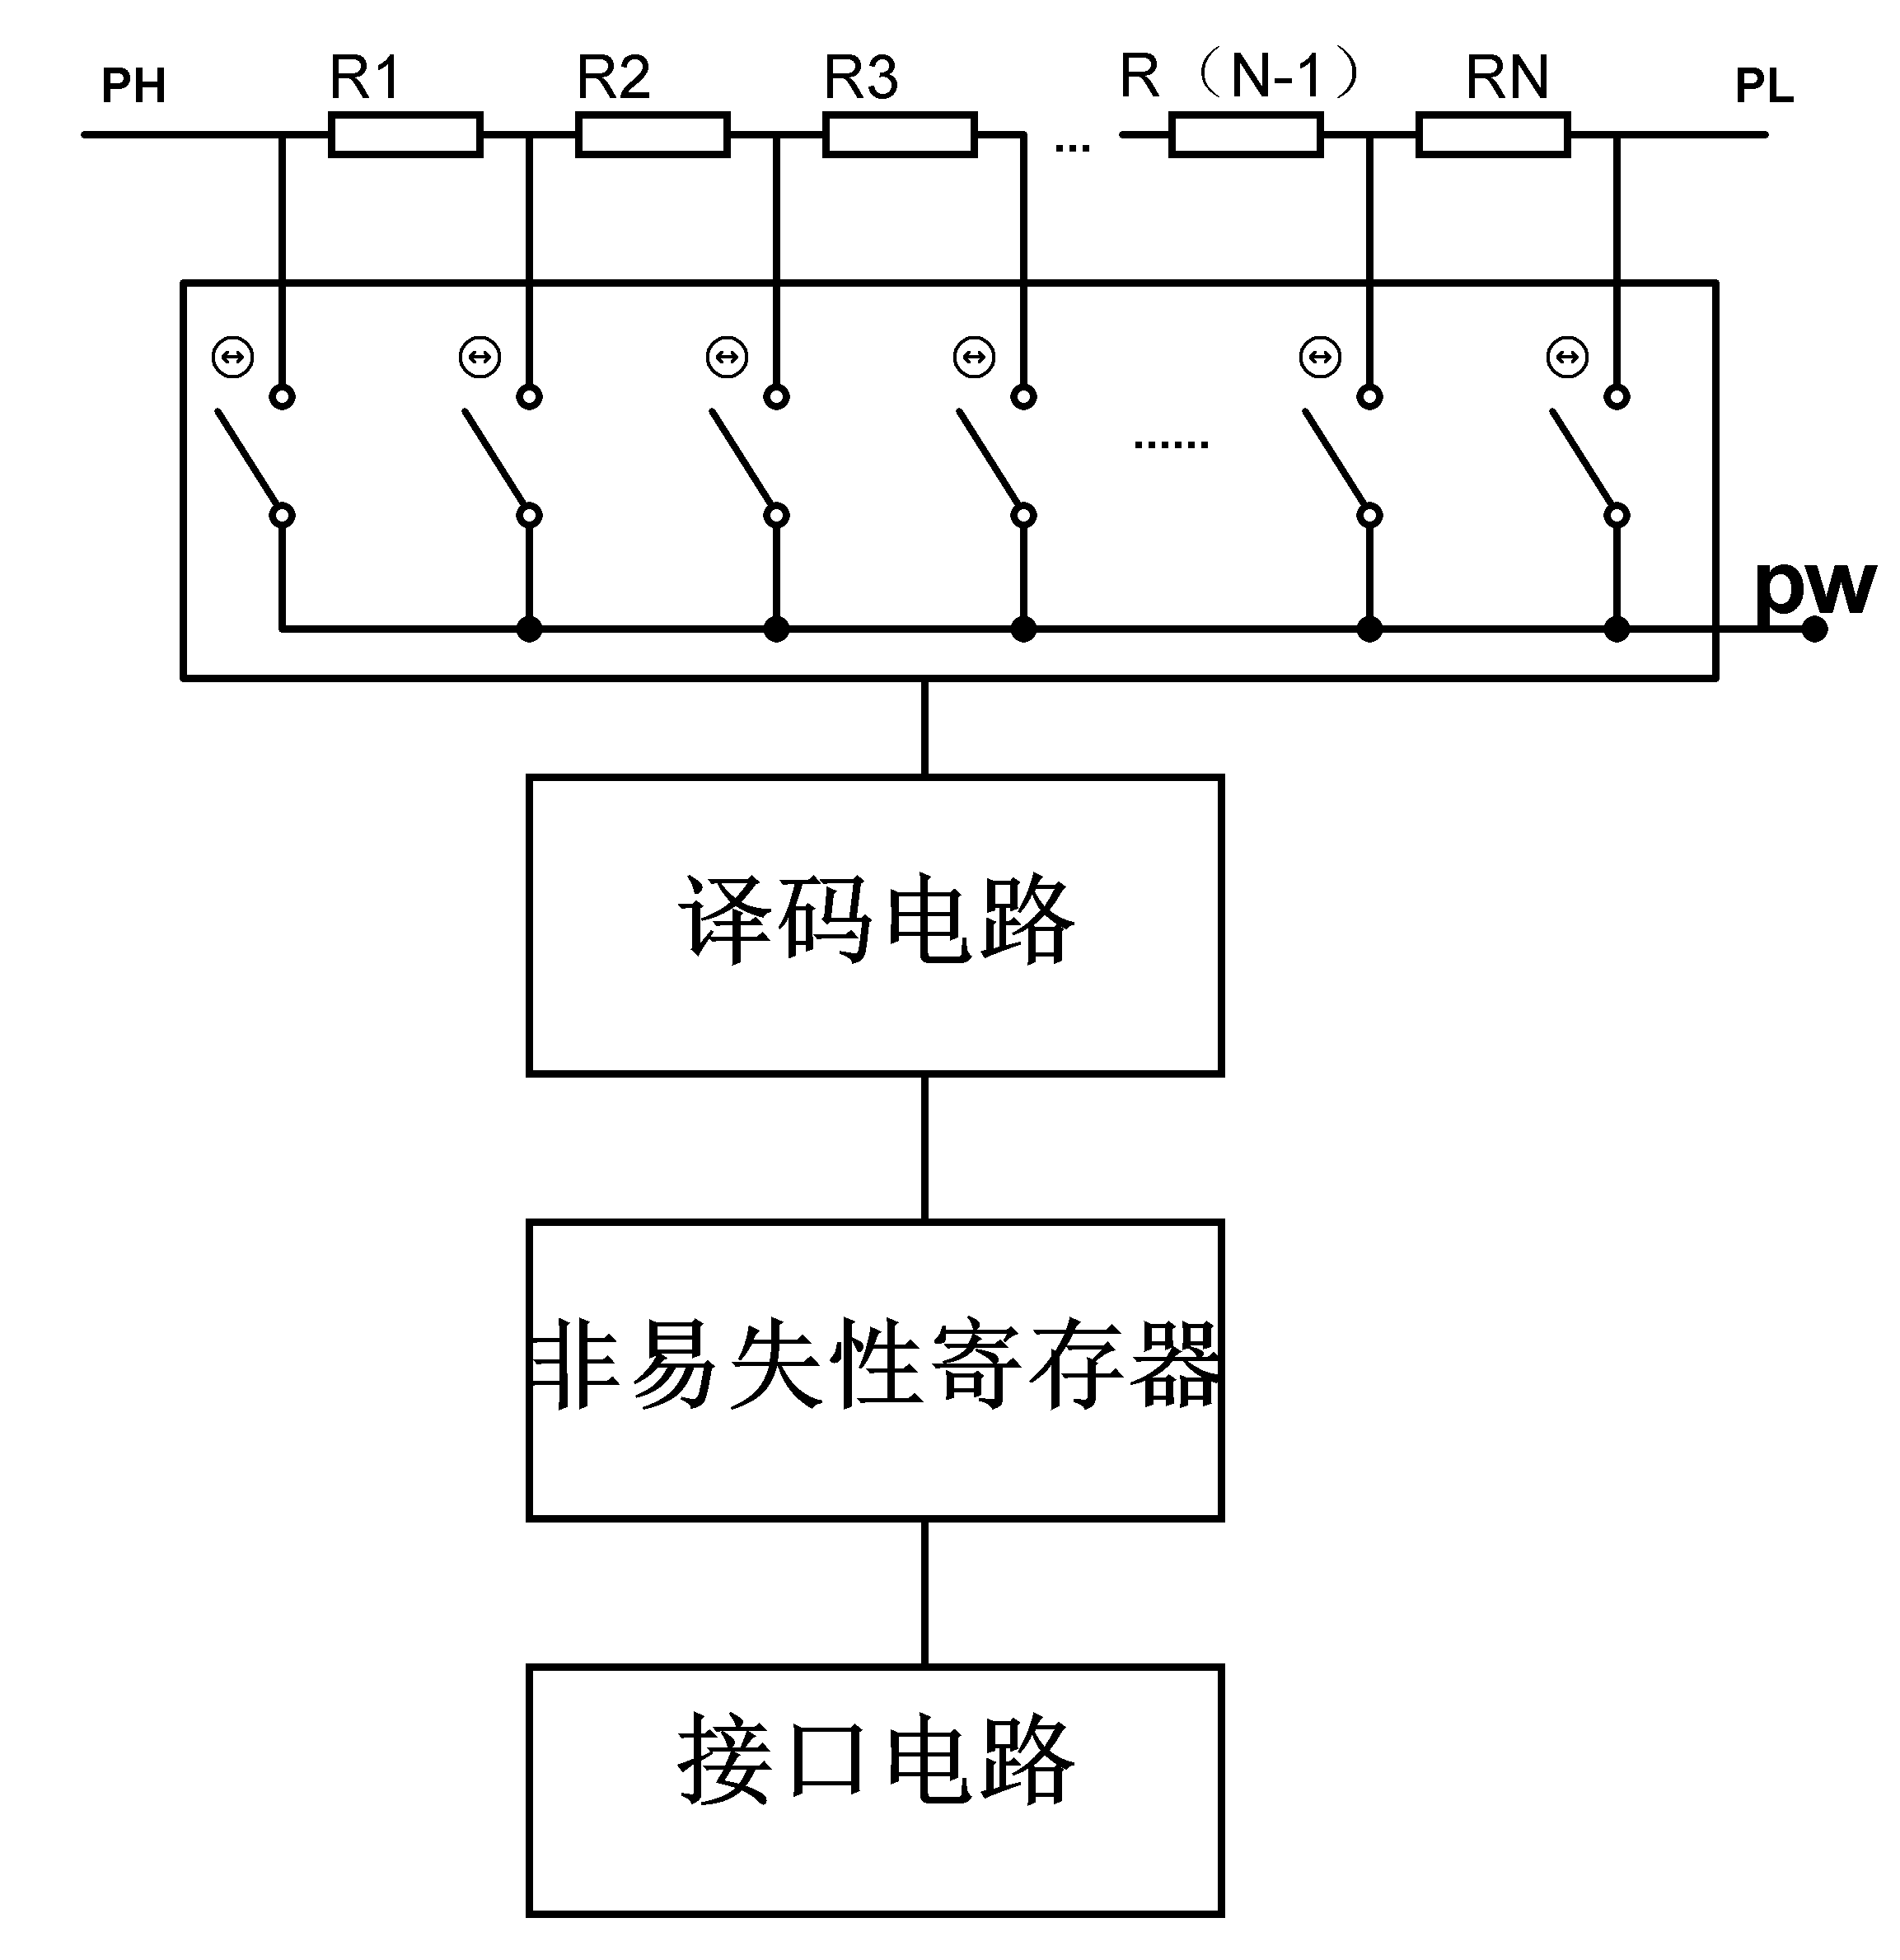 PH R1 R2 R3 R（N-1） RN PL
...
......
pw
译码电路
非易失性寄存器
接口电路